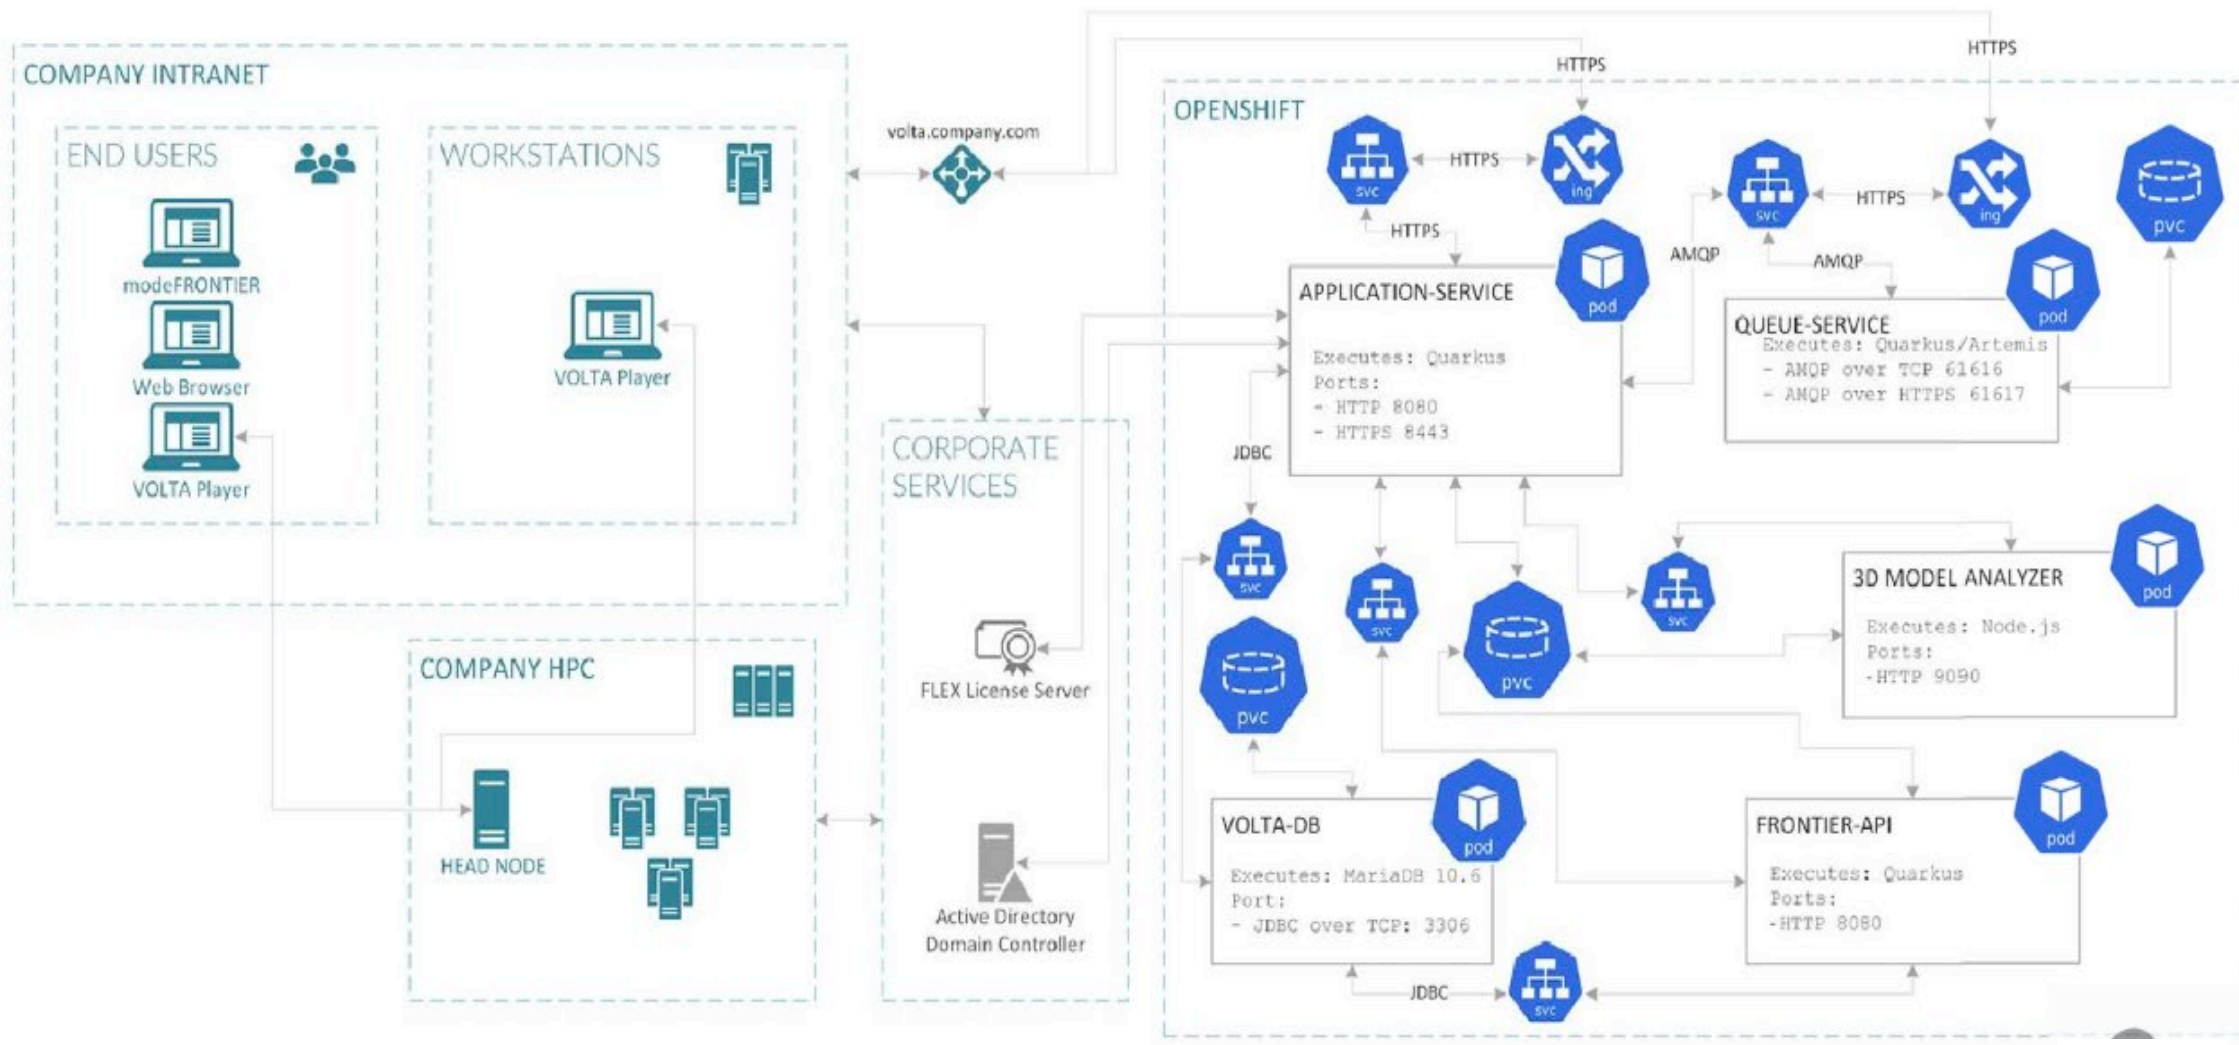 COMPANY INTRANET
END USERS
modeFRONTIER
Web Browser
VOLTA Player
WORKSTATIONS
VOLTA Player
volta.company.com
COMPANY HPC
HEAD NODE
CORPORATE
SERVICES
FLEX License Server
Active Directory
Domain Controller
HTTPS
HTTPS
OPENSHIFT
svc
HTTPS
ing
HTTPS
svc
HTTPS
ing
pvc
AMQP
AMQP
APPLICATION-SERVICE
pod
Executes: Quarkus
Ports:
- HTTP 8080
- HTTPS 8443
QUEUE-SERVICE
pod
Executes: Quarkus/Artemis
- AMQP over TCP 61616
- AMQP over HTTPS 61617
JDBC
svc
svc
pvc
svc
pvc
3D MODEL ANALYZER
pod
Executes: Node.js
Ports:
-HTTP 9090
VOLTA-DB
pod
Executes: MariaDB 10.6
Port:
- JDBC over TCP: 3306
FRONTIER-API
pod
Executes: Quarkus
Ports:
-HTTP 8080
JDBC
svc